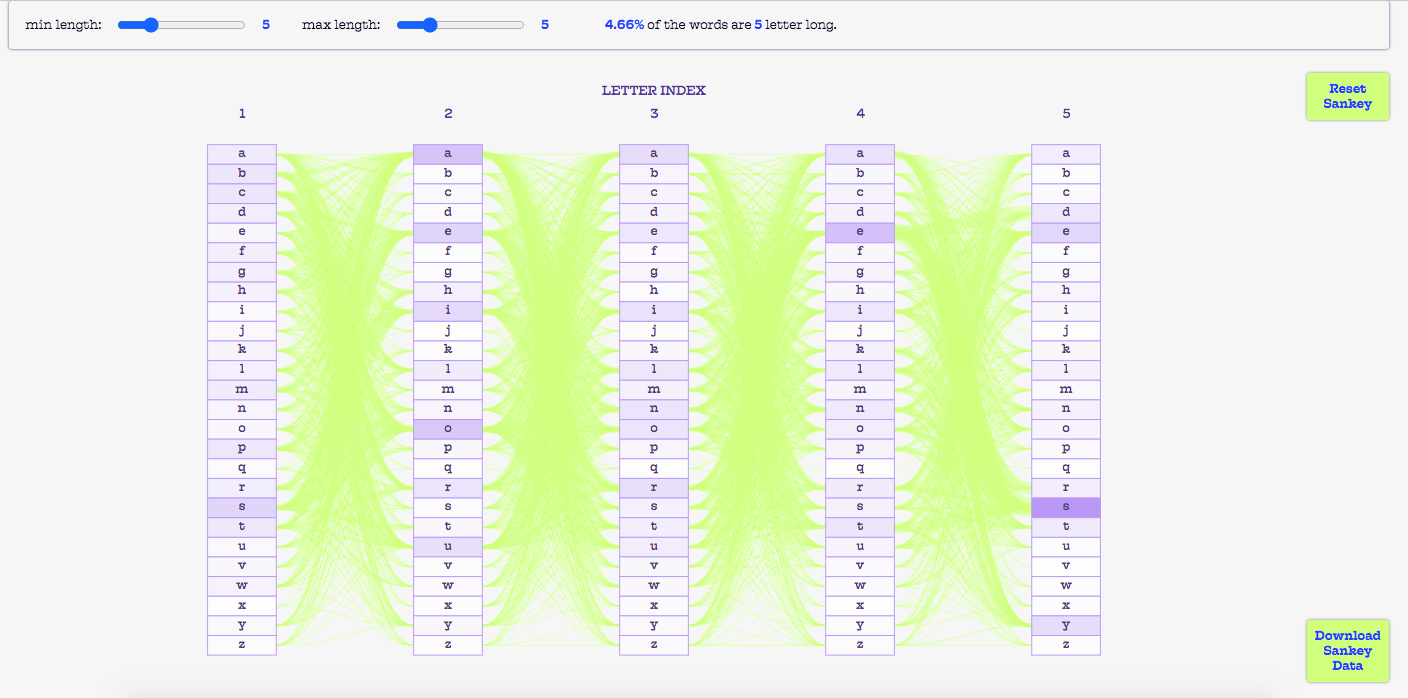 min length: 5 max length: 5 4.66% of the words are 5 letter long.
LETTER INDEX
Reset
Sankey
1 2 3 4 5
a a a a a
b b b b b
c c c c c
d d d d d
e e e e e
f f f f f
g g g g g
h h h h h
i i i i i
j j j j j
k k k k k
l l l l l
m m m m m
n n n n n
o o o o o
p p p p p
q q q q q
r r r r r
s s s s s
t t t t t
u u u u u
v v v v v
w w w w w
x x x x x
y y y y y
z z z z z
Download
Sankey
Data